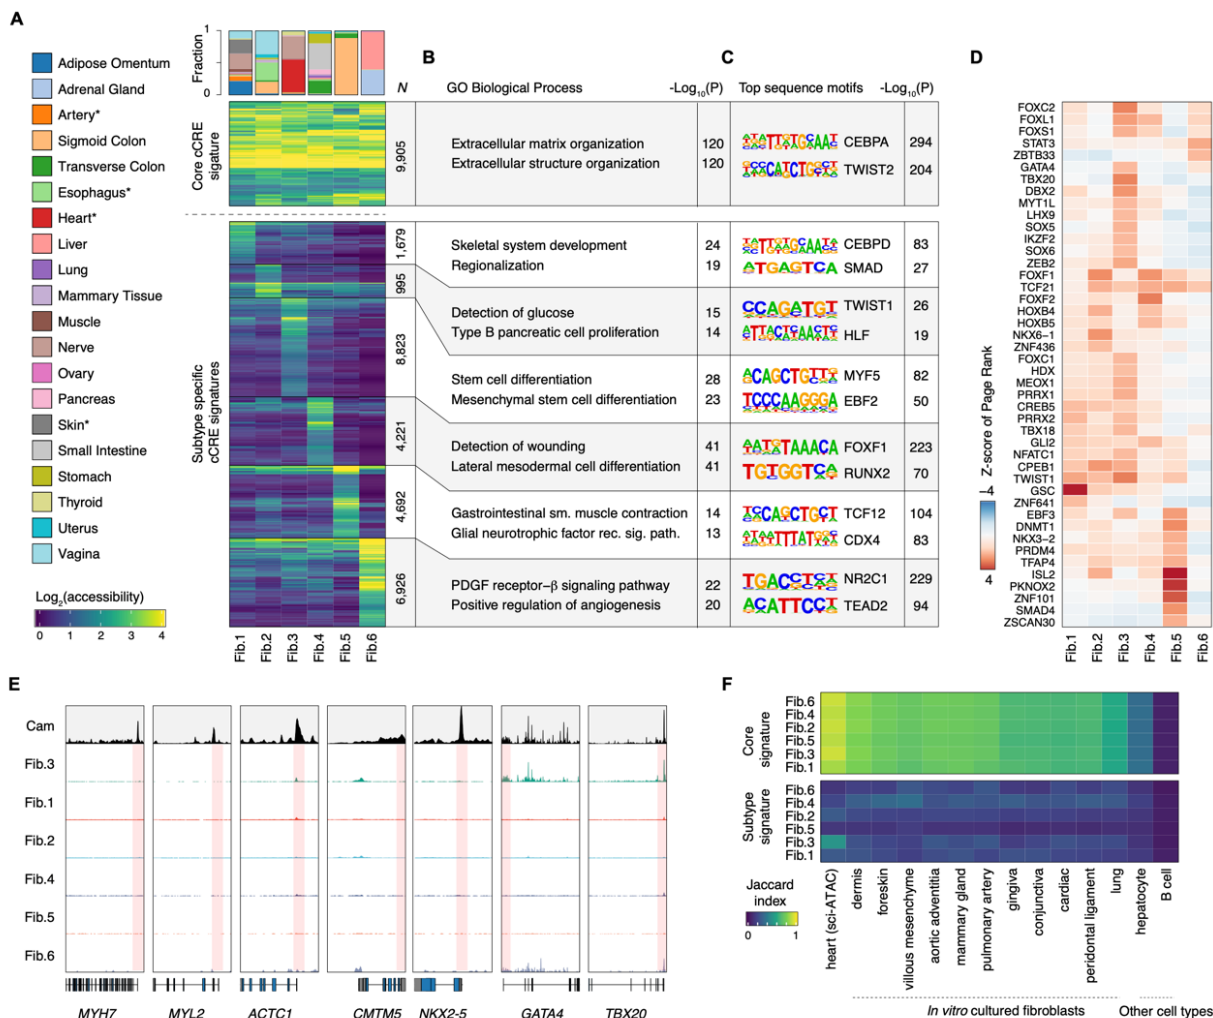 A
Adipose Omentum
Adrenal Gland
Artery*
Sigmoid Colon
Transverse Colon
Esophagus*
Heart*
Liver
Lung
Mammary Tissue
Muscle
Nerve
Ovary
Pancreas
Skin*
Small Intestine
Stomach
Thyroid
Uterus
Vagina
Log2(accessibility)
0 1 2 3 4
Fraction
1
0
N
Core cCRE signature
9,905
Subtype specific cCRE signatures
1,679
995
8,823
4,221
4,692
6,926
Fib.1 Fib.2 Fib.3 Fib.4 Fib.5 Fib.6
B
GO Biological Process -Log10(P)
Extracellular matrix organization 120
Extracellular structure organization 120
Skeletal system development 24
Regionalization 19
Detection of glucose 15
Type B pancreatic cell proliferation 14
Stem cell differentiation 28
Mesenchymal stem cell differentiation 23
Detection of wounding 41
Lateral mesodermal cell differentiation 41
Gastrointestinal sm. muscle contraction 14
Glial neurotrophic factor rec. sig. path. 13
PDGF receptor–β signaling pathway 22
Positive regulation of angiogenesis 20
C
Top sequence motifs -Log10(P)
CEBPA 294
TWIST2 204
CEBPD 83
ATGAGTCA SMAD 27
CCAGATGT TWIST1 26
HLF 19
MYF5 82
TCCCAAGGGA EBF2 50
FOXF1 223
RUNX2 70
TCF12 104
CDX4 83
NR2C1 229
TEAD2 94
D
FOXC2
FOXL1
FOXS1
STAT3
ZBTB33
GATA4
TBX20
DBX2
MYT1L
LHX9
SOX5
IKZF2
SOX6
ZEB2
FOXF1
TCF21
FOXF2
HOXB4
HOXB5
NKX6−1
ZNF436
FOXC1
HDX
MEOX1
PRRX1
CREB5
PRRX2
TBX18
GLI2
NFATC1
CPEB1
TWIST1
GSC
ZNF641
EBF3
DNMT1
NKX3−2
PRDM4
TFAP4
ISL2
PKNOX2
ZNF101
SMAD4
ZSCAN30
Z-score of Page Rank
−4
4
Fib.1 Fib.2 Fib.3 Fib.4 Fib.5 Fib.6
E
Cam
Fib.3
Fib.1
Fib.2
Fib.4
Fib.5
Fib.6
MYH7 MYL2 ACTC1 CMTM5 NKX2-5 GATA4 TBX20
F
Core signature
Fib.6
Fib.4
Fib.2
Fib.5
Fib.3
Fib.1
Subtype signature
Fib.6
Fib.4
Fib.2
Fib.5
Fib.3
Fib.1
Jaccard index
0 1
heart (sci-ATAC)
dermis
foreskin
villous mesenchyme
aortic adventitia
mammary gland
pulmonary artery
gingiva
conjunctiva
cardiac
peridontal ligament
lung
hepatocyte
B cell
In vitro cultured fibroblasts
Other cell types